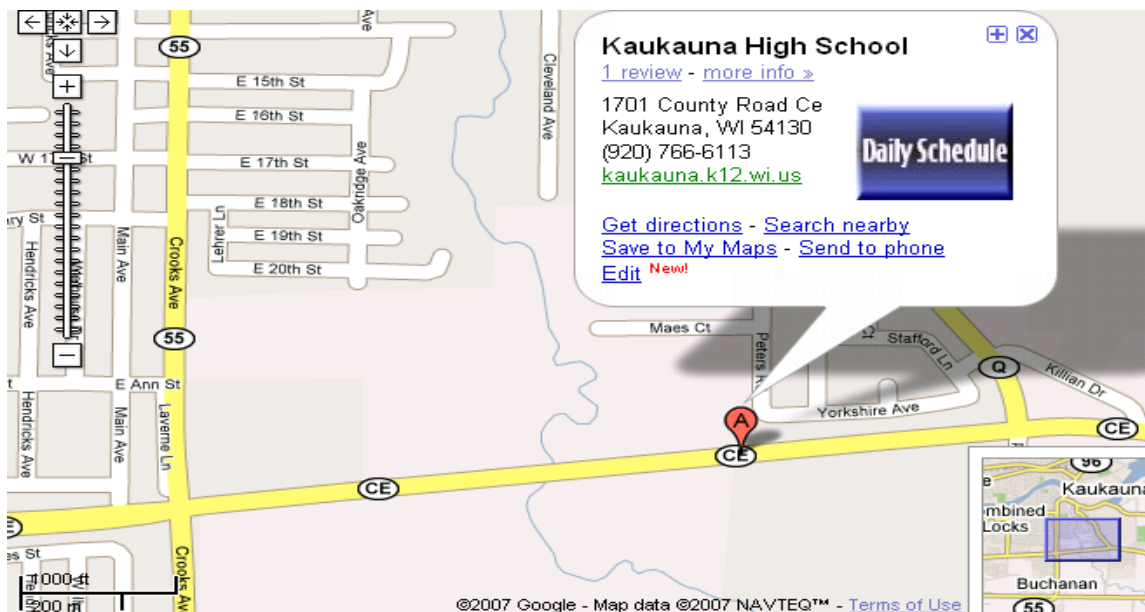 Kaukauna High School
1 review - more info »
1701 County Road Ce
Kaukauna, WI 54130
(920) 766-6113
kaukauna.k12.wi.us
Daily Schedule
Get directions - Search nearby
Save to My Maps - Send to phone
Edit New!
55
E 15th St
E 16th St
E 17th St
E 18th St
E 19th St
E 20th St
Oakridge Ave
Lehrer Ln
Cleveland Ave
Crooks Ave
Main Ave
Hendricks Ave
55
Maes Ct
Stafford Ln
Q
Killian Dr
Yorkshire Ave
E Ann St
Laverne Ln
Main Ave
Hendricks Ave
A
CE
CE
CE
Crooks Ave
1000 ft
©2007 Google - Map data ©2007 NAVTEQ™ - Terms of Use
96
Kaukauna
Buchanan
55